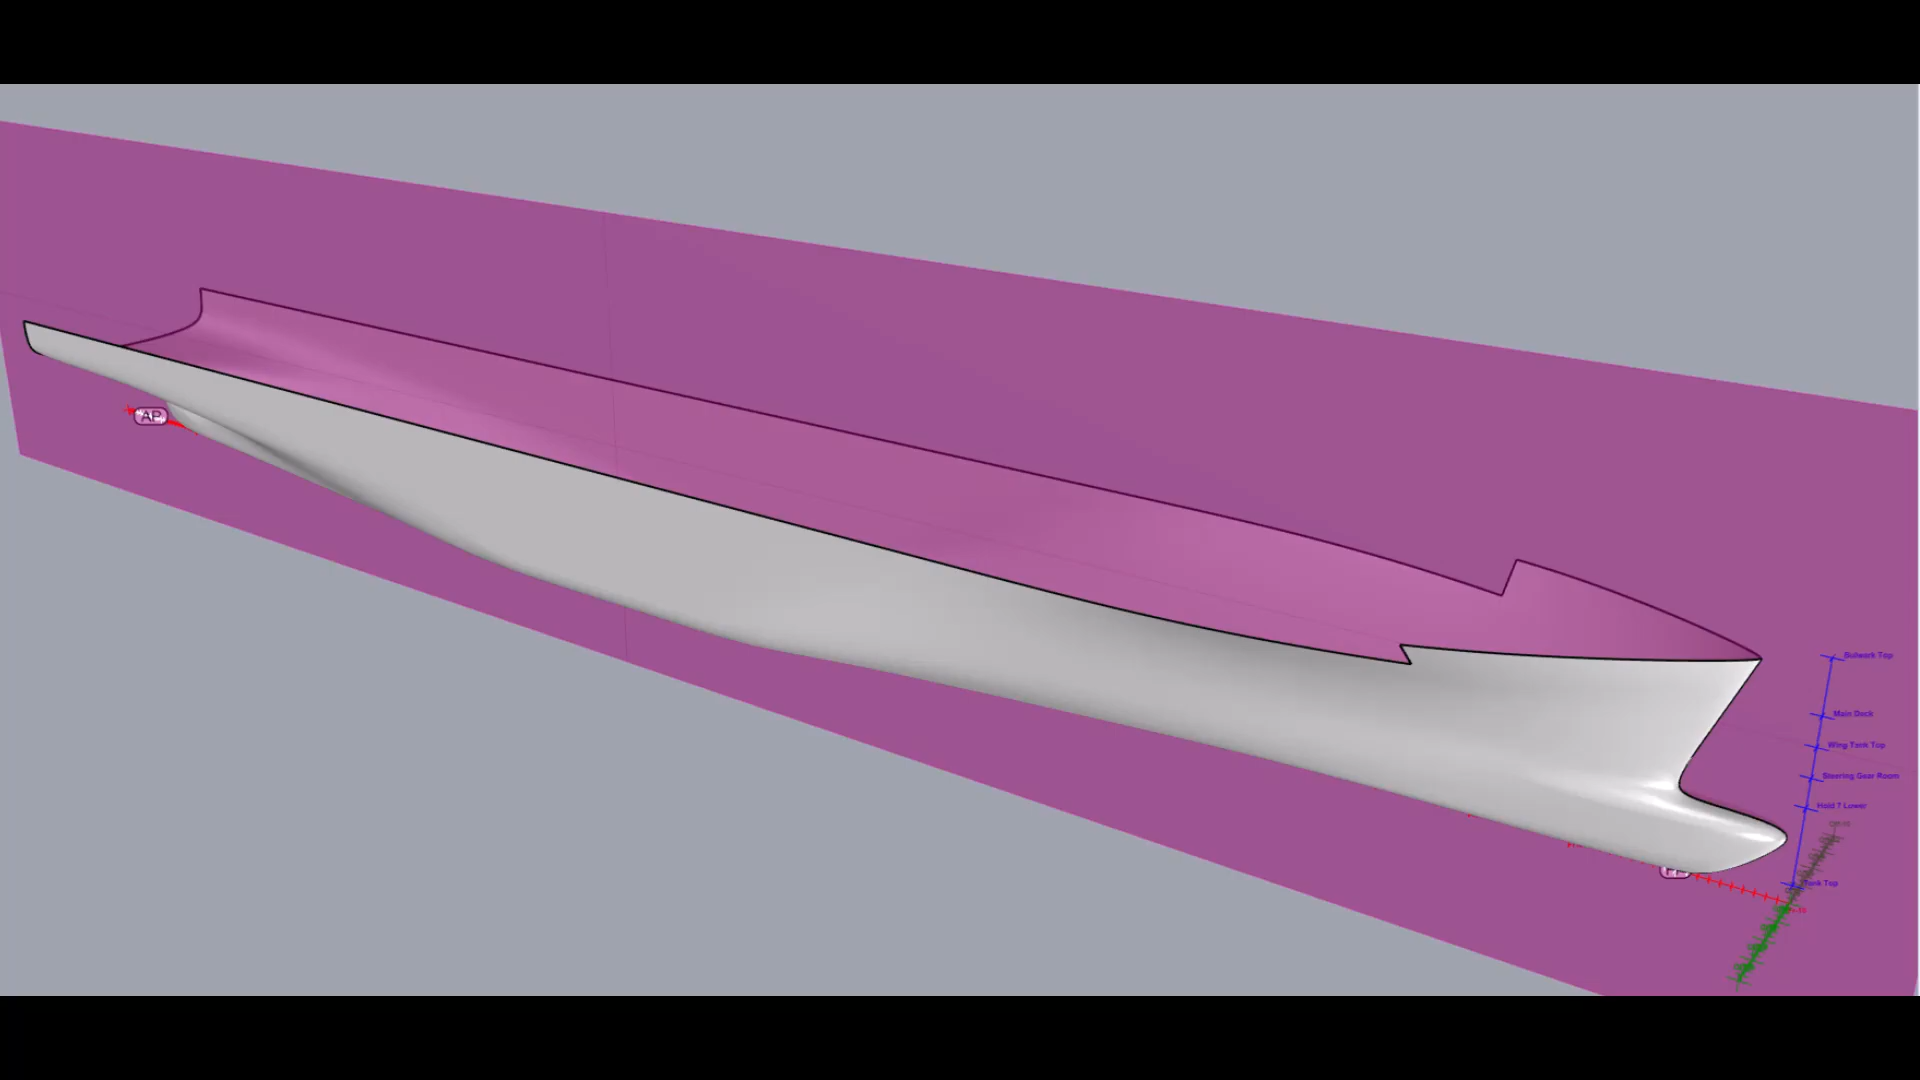 AP
Bulwark Top
Main Deck
Wing Tank Top
Steering Gear Room
Hold 7 Lower
Tank Top